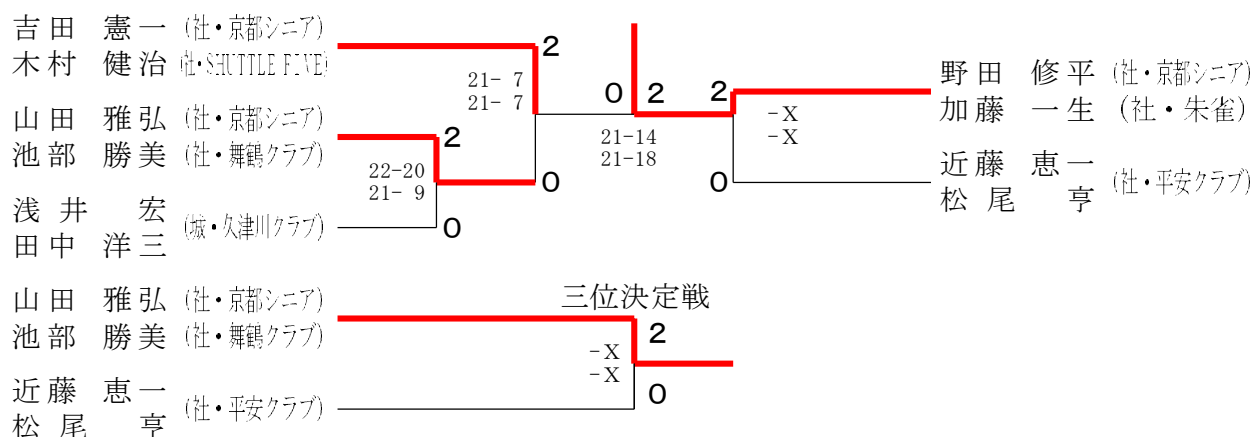 吉田 憲一 (社・京都シニア)
木村 健治 (社・SHUTTLE FIVE)
山田 雅弘 (社・京都シニア)
池部 勝美 (社・舞鶴クラブ)
浅井 宏
田中 洋三 (城・久津川クラブ)
2
21- 7
21- 7
2
22-20
21- 9
0
0
0 2
21-14
21-18
2
-X
-X
0
野田 修平 (社・京都シニア)
加藤 一生 (社・朱雀)
近藤 恵一
松尾 亨 (社・平安クラブ)
山田 雅弘 (社・京都シニア)
池部 勝美 (社・舞鶴クラブ)
近藤 恵一
松尾 亨 (社・平安クラブ)
三位決定戦
2
-X
-X
0